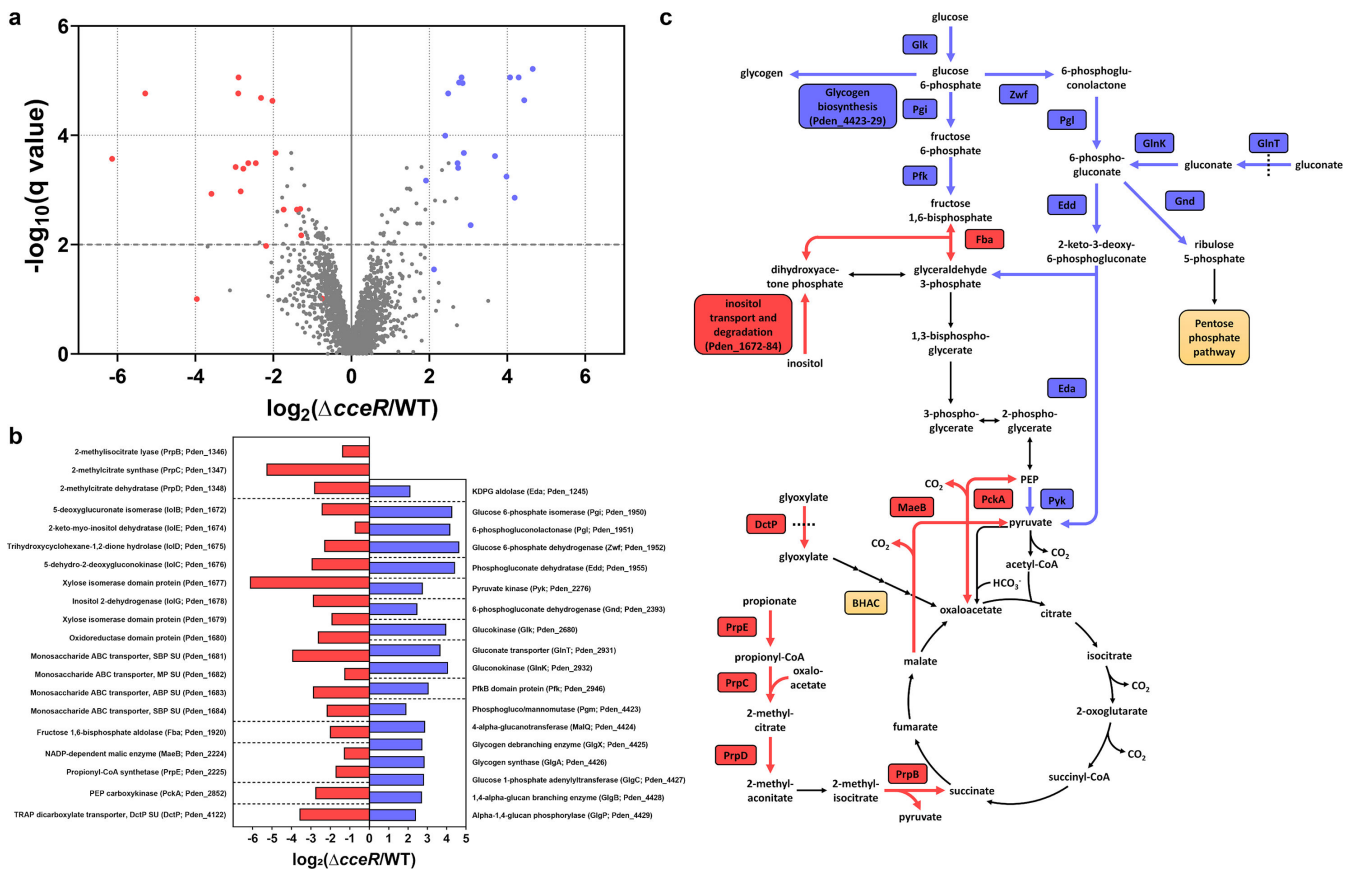 a
6
4
2
0
-log10(q value)
-6
-4
-2
0
2
4
6
log2(ΔcceR/WT)
b
2-methylisocitrate lyase (PrpB; Pden_1346)
2-methylcitrate synthase (PrpC; Pden_1347)
2-methylcitrate dehydratase (PrpD; Pden_1348)
5-deoxyglucuronate isomerase (IolB; Pden_1672)
2-keto-myo-inositol dehydratase (IolE; Pden_1674)
Trihydroxycyclohexane-1,2-dione hydrolase (IolD; Pden_1675)
5-dehydro-2-deoxygluconokinase (IolC; Pden_1676)
Xylose isomerase domain protein (Pden_1677)
Inositol 2-dehydrogenase (IolG; Pden_1678)
Xylose isomerase domain protein (Pden_1679)
Oxidoreductase domain protein (Pden_1680)
Monosaccharide ABC transporter, SBP SU (Pden_1681)
Monosaccharide ABC transporter, MP SU (Pden_1682)
Monosaccharide ABC transporter, ABP SU (Pden_1683)
Monosaccharide ABC transporter, SBP SU (Pden_1684)
Fructose 1,6-bisphosphate aldolase (Fba; Pden_1920)
NADP-dependent malic enzyme (MaeB; Pden_2224)
Propionyl-CoA synthetase (PrpE; Pden_2225)
PEP carboxykinase (PckA; Pden_2852)
TRAP dicarboxylate transporter, DctP SU (DctP; Pden_4122)
KDPG aldolase (Eda; Pden_1245)
Glucose 6-phosphate isomerase (Pgi; Pden_1950)
6-phosphogluconolactonase (Pgl; Pden_1951)
Glucose 6-phosphate dehydrogenase (Zwf; Pden_1952)
Phosphogluconate dehydratase (Edd; Pden_1955)
Pyruvate kinase (Pyk; Pden_2276)
6-phosphogluconate dehydrogenase (Gnd; Pden_2393)
Glucokinase (Glk; Pden_2680)
Gluconate transporter (GlnT; Pden_2931)
Gluconokinase (GlnK; Pden_2932)
PfkB domain protein (Pfk; Pden_2946)
Phosphogluco/mannomutase (Pgm; Pden_4423)
4-alpha-glucanotransferase (MalQ; Pden_4424)
Glycogen debranching enzyme (GlgX; Pden_4425)
Glycogen synthase (GlgA; Pden_4426)
Glucose 1-phosphate adenylyltransferase (GlgC; Pden_4427)
1,4-alpha-glucan branching enzyme (GlgB; Pden_4428)
Alpha-1,4-glucan phosphorylase (GlgP; Pden_4429)
-6 -5 -4 -3 -2 -1 0 1 2 3 4 5
log2(ΔcceR/WT)
c
glucose
Glk
glycogen
glucose
6-phosphate
6-phosphoglu-
conolactone
Glycogen
biosynthesis
(Pden_4423-29)
Pgi
Zwf
Pgl
fructose
6-phosphate
6-phospho-
gluconate
GlnK
gluconate
GlnT
gluconate
Pfk
Edd
Gnd
fructose
1,6-bisphosphate
Fba
2-keto-3-deoxy-
6-phosphogluconate
ribulose
5-phosphate
dihydroxyace-
tone phosphate
glyceraldehyde
3-phosphate
inositol
transport and
degradation
(Pden_1672-84)
inositol
1,3-bisphospho-
glycerate
Pentose
phosphate
pathway
Eda
3-phospho-
glycerate
2-phospho-
glycerate
PEP
CO2
PckA
Pyk
MaeB
glyoxylate
DctP
glyoxylate
pyruvate
CO2
CO2
acetyl-CoA
HCO3-
BHAC
oxaloacetate
citrate
propionate
PrpE
propionyl-CoA
PrpC
oxalo-
acetate
malate
isocitrate
CO2
2-methyl-
citrate
2-oxoglutarate
fumarate
PrpD
CO2
2-methyl-
aconitate
2-methyl-
isocitrate
PrpB
succinate
succinyl-CoA
pyruvate